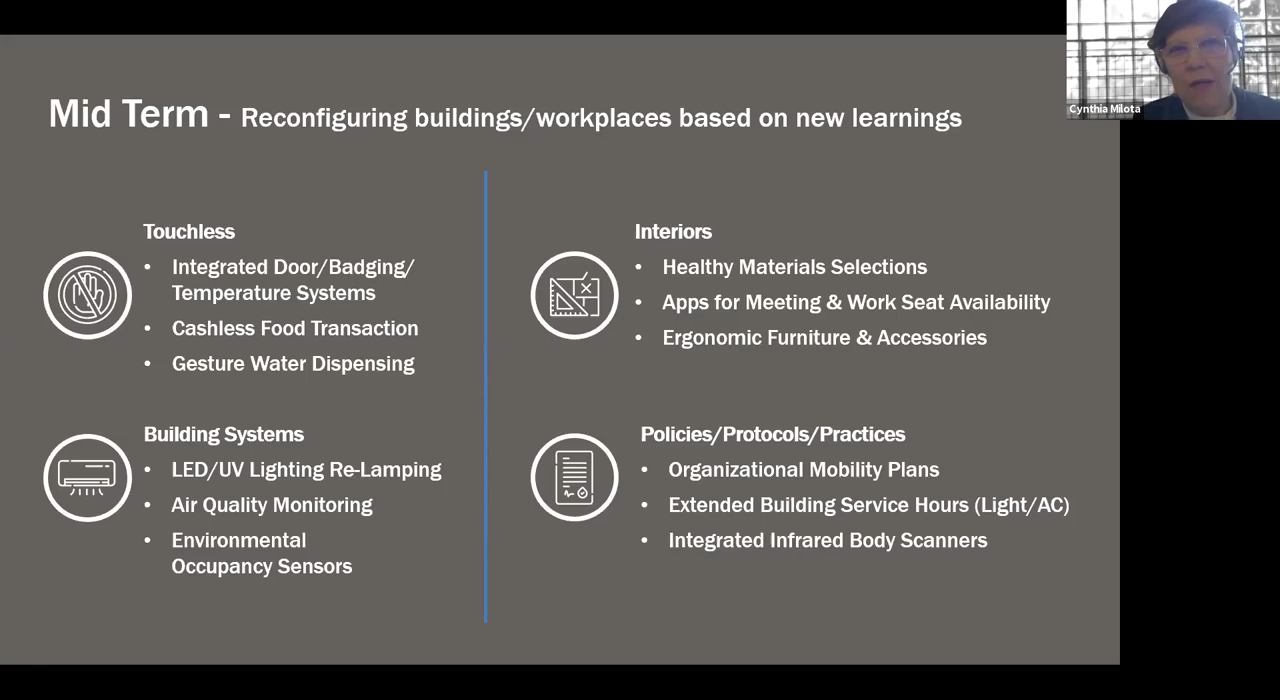 Cynthia Milota
Mid Term - Reconfiguring buildings/workplaces based on new learnings
Touchless
• Integrated Door/Badging/
Temperature Systems
• Cashless Food Transaction
• Gesture Water Dispensing
Building Systems
• LED/UV Lighting Re-Lamping
• Air Quality Monitoring
• Environmental
Occupancy Sensors
Interiors
• Healthy Materials Selections
• Apps for Meeting & Work Seat Availability
• Ergonomic Furniture & Accessories
Policies/Protocols/Practices
• Organizational Mobility Plans
• Extended Building Service Hours (Light/AC)
• Integrated Infrared Body Scanners